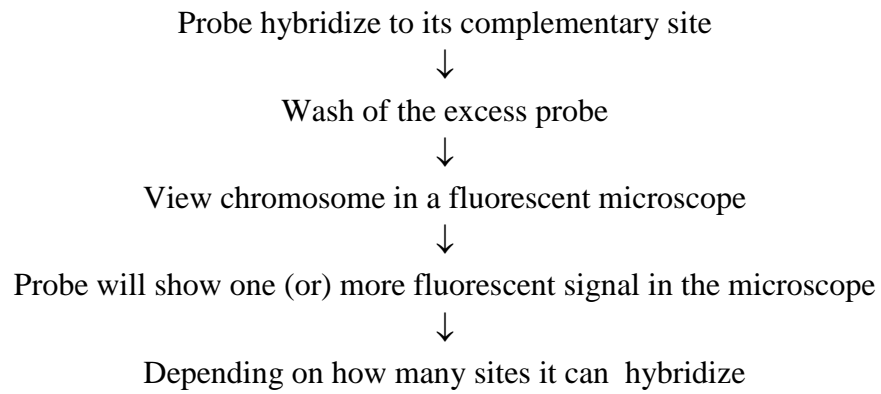 Probe hybridize to its complementary site
↓
Wash of the excess probe
↓
View chromosome in a fluorescent microscope
↓
Probe will show one (or) more fluorescent signal in the microscope
↓
Depending on how many sites it can hybridize